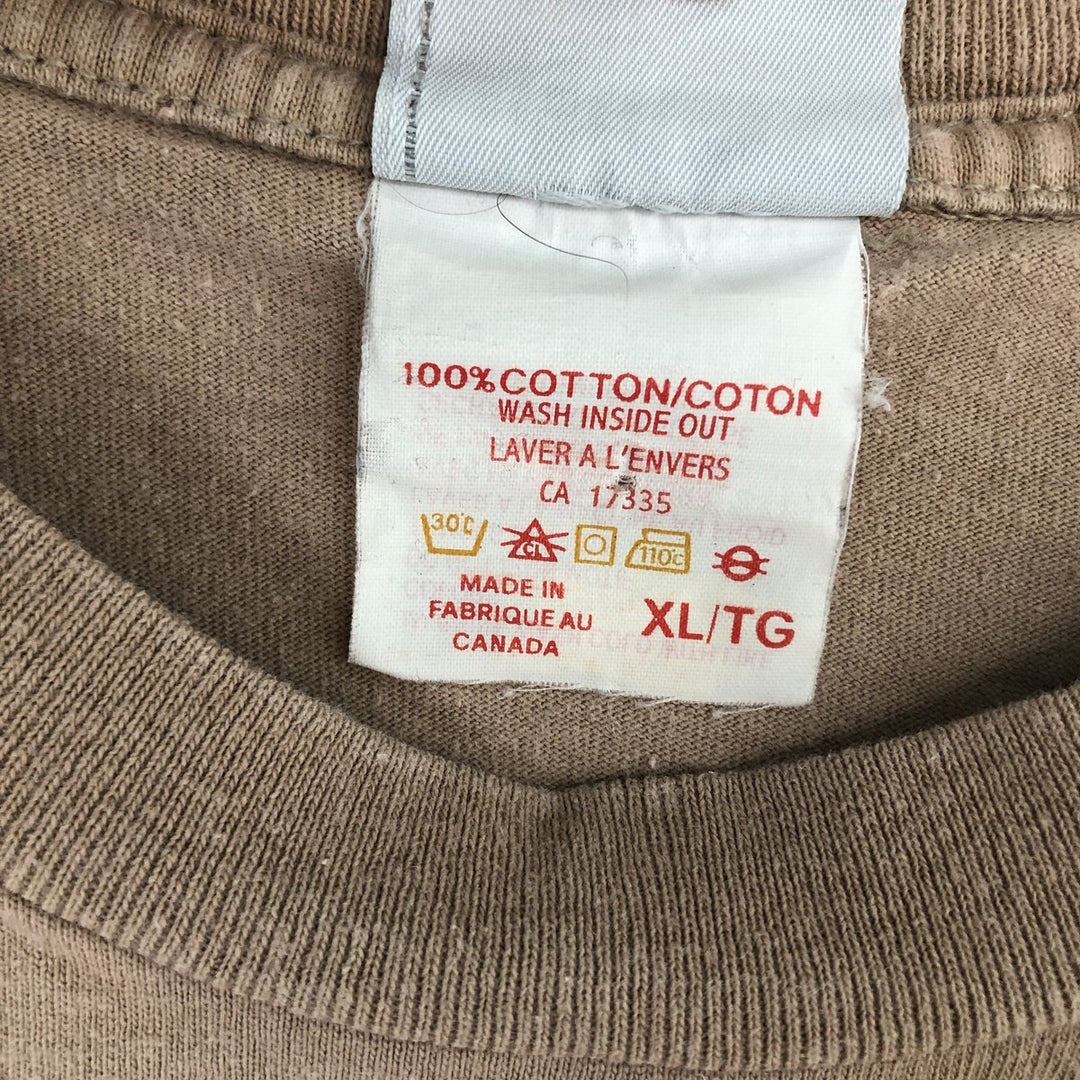 100% COTTON/COTON
WASH INSIDE OUT
LAVER A L'ENVERS
CA 17335
30°C CL 110°C
MADE IN
FABRIQUE AU
CANADA
XL/TG